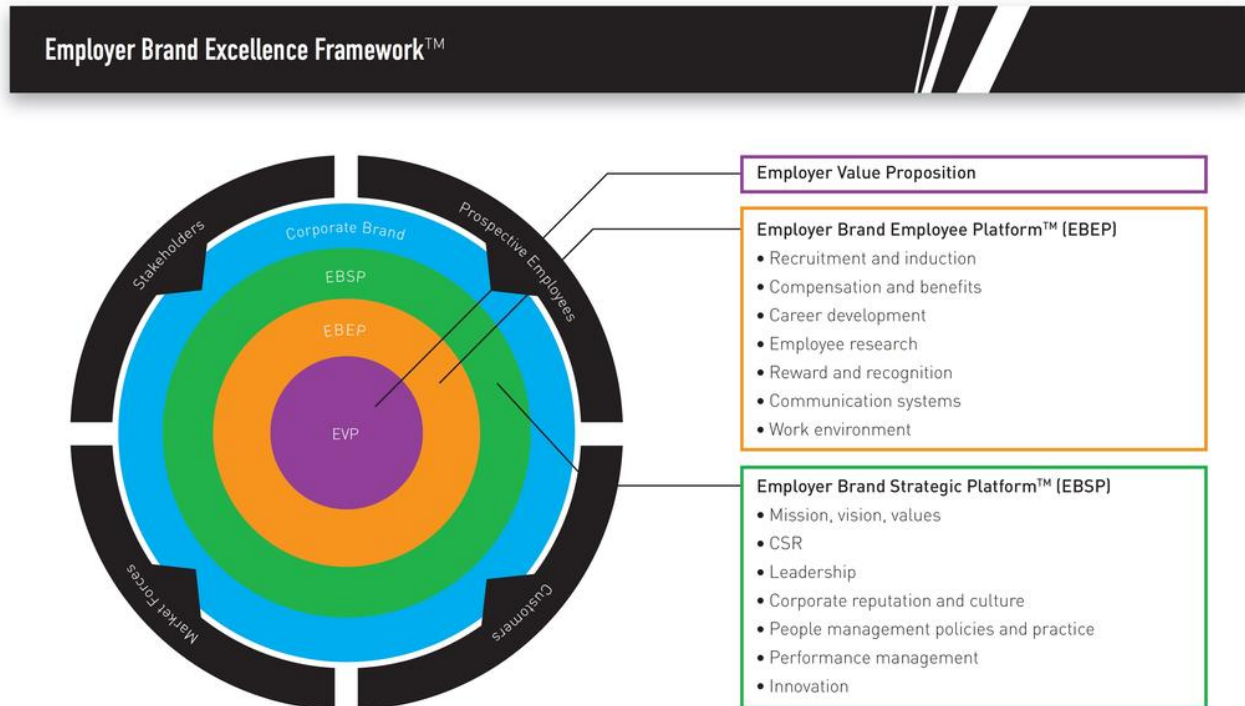 Employer Brand Excellence Framework™
Stakeholders
Prospective Employees
Corporate Brand
EBSP
EBEP
EVP
Market Forces
Customers
Employer Value Proposition
Employer Brand Employee Platform™ (EBEP)
• Recruitment and induction
• Compensation and benefits
• Career development
• Employee research
• Reward and recognition
• Communication systems
• Work environment
Employer Brand Strategic Platform™ (EBSP)
• Mission, vision, values
• CSR
• Leadership
• Corporate reputation and culture
• People management policies and practice
• Performance management
• Innovation